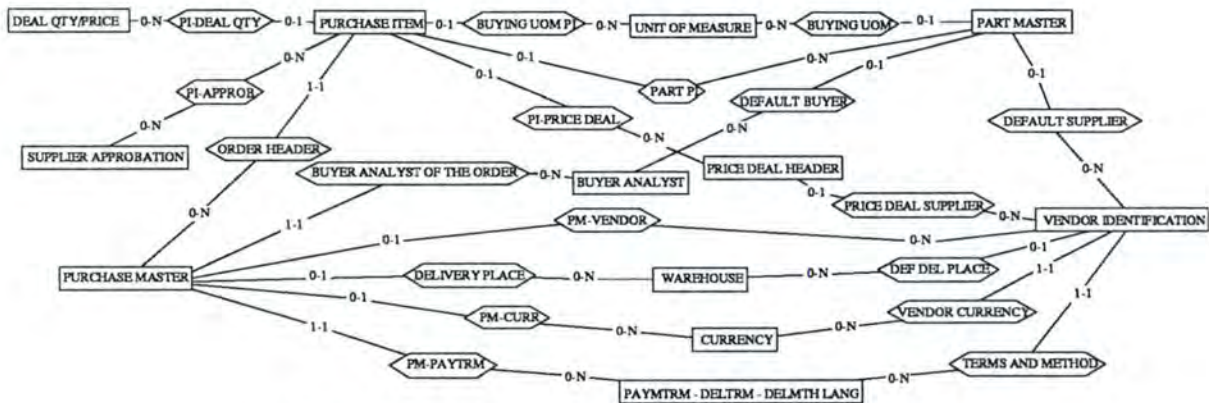 DEAL QTY/PRICE 0-N PI-DEAL QTY 0-1 PURCHASE ITEM 0-1 BUYING UOM PI 0-N UNIT OF MEASURE 0-N BUYING UOM 0-1 PART MASTER
0-N 0-1 0-1 0-N 0-1 0-1
PI-APPROB 1-1 PART PI DEFAULT BUYER
PI-PRICE DEAL DEFAULT SUPPLIER
0-N 0-N
SUPPLIER APPROBATION ORDER HEADER 0-N
BUYER ANALYST OF THE ORDER 0-N BUYER ANALYST PRICE DEAL HEADER
0-N 1-1 0-1 0-N
PRICE DEAL SUPPLIER 0-N
PM-VENDOR VENDOR IDENTIFICATION
0-1 0-N 0-1
PURCHASE MASTER 0-1 DELIVERY PLACE 0-N WAREHOUSE 0-N DEF DEL PLACE 1-1
0-1 1-1
PM-CURR VENDOR CURRENCY
1-1 0-N CURRENCY 0-N
PM-PAYTRM TERMS AND METHOD
0-N PAYMTRM - DELTRM - DELMTH LANG 0-N